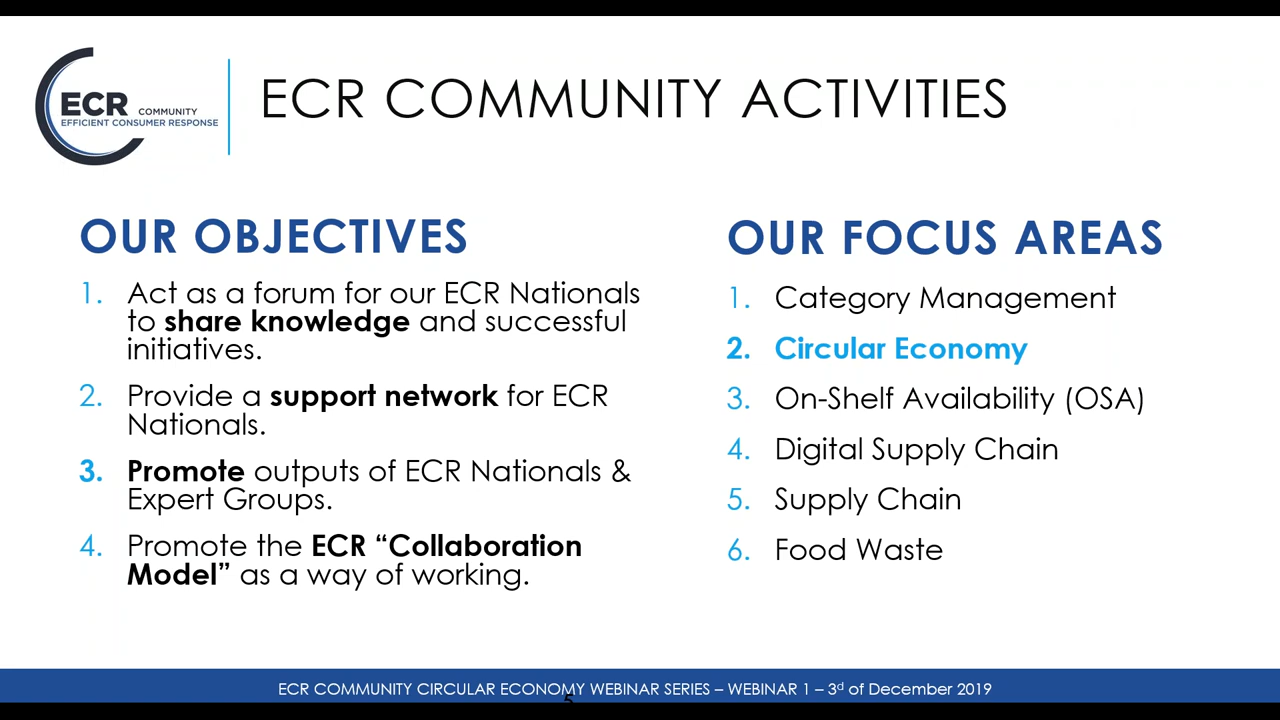 ECR COMMUNITY
EFFICIENT CONSUMER RESPONSE
ECR COMMUNITY ACTIVITIES
OUR OBJECTIVES
1. Act as a forum for our ECR Nationals
to share knowledge and successful
initiatives.
2. Provide a support network for ECR
Nationals.
3. Promote outputs of ECR Nationals &
Expert Groups.
4. Promote the ECR “Collaboration
Model” as a way of working.
OUR FOCUS AREAS
1. Category Management
2. Circular Economy
3. On-Shelf Availability (OSA)
4. Digital Supply Chain
5. Supply Chain
6. Food Waste
ECR COMMUNITY CIRCULAR ECONOMY WEBINAR SERIES – WEBINAR 1 – 3d of December 2019
5